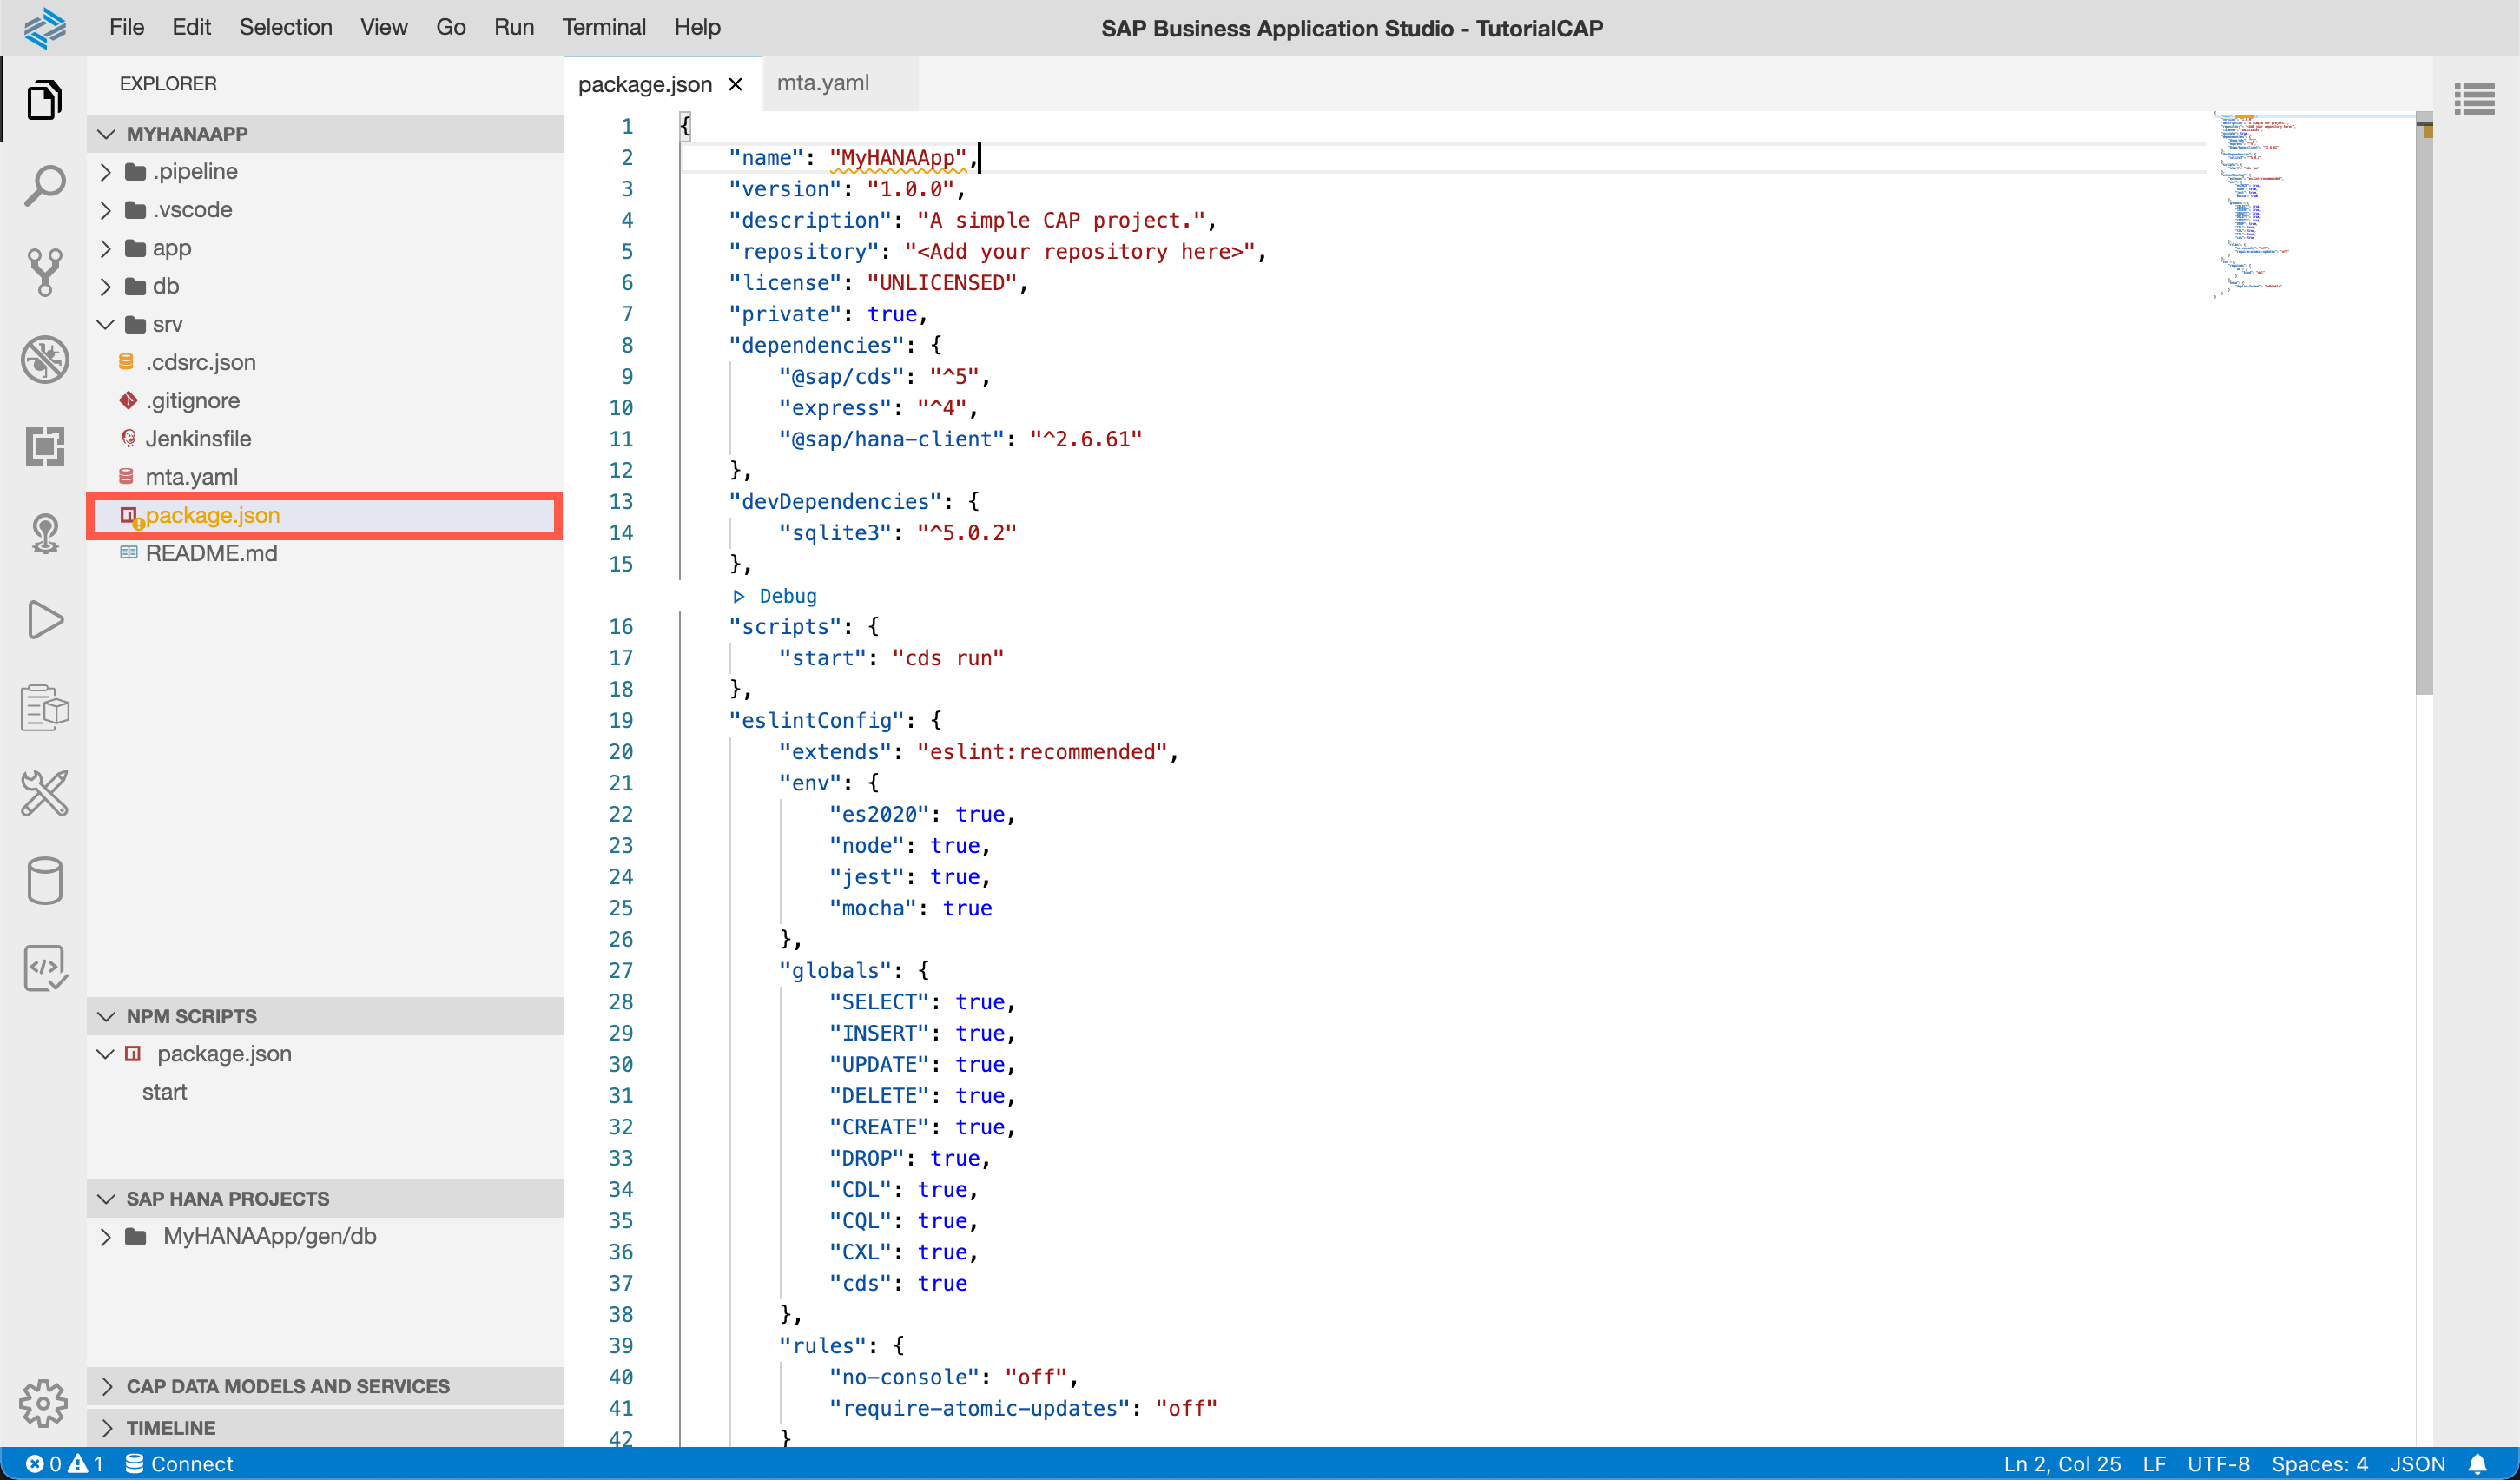 File Edit Selection View Go Run Terminal Help
SAP Business Application Studio - TutorialCAP
EXPLORER
MYHANAAPP
.pipeline
.vscode
app
db
srv
.cdsrc.json
.gitignore
Jenkinsfile
mta.yaml
package.json
README.md
NPM SCRIPTS
package.json
start
SAP HANA PROJECTS
MyHANAApp/gen/db
CAP DATA MODELS AND SERVICES
TIMELINE
package.json mta.yaml
1 {
2 "name": "MyHANAApp",
3 "version": "1.0.0",
4 "description": "A simple CAP project.",
5 "repository": "<Add your repository here>",
6 "license": "UNLICENSED",
7 "private": true,
8 "dependencies": {
9 "@sap/cds": "^5",
10 "express": "^4",
11 "@sap/hana-client": "^2.6.61"
12 },
13 "devDependencies": {
14 "sqlite3": "^5.0.2"
15 },
Debug
16 "scripts": {
17 "start": "cds run"
18 },
19 "eslintConfig": {
20 "extends": "eslint:recommended",
21 "env": {
22 "es2020": true,
23 "node": true,
24 "jest": true,
25 "mocha": true
26 },
27 "globals": {
28 "SELECT": true,
29 "INSERT": true,
30 "UPDATE": true,
31 "DELETE": true,
32 "CREATE": true,
33 "DROP": true,
34 "CDL": true,
35 "CQL": true,
36 "CXL": true,
37 "cds": true
38 },
39 "rules": {
40 "no-console": "off",
41 "require-atomic-updates": "off"
42 }
0 1 Connect
Ln 2, Col 25 LF UTF-8 Spaces: 4 JSON